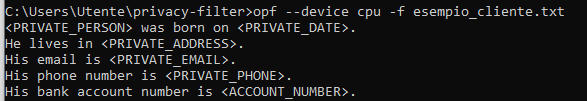 C:\Users\Utente\privacy-filter>opf --device cpu -f esempio_cliente.txt
<PRIVATE_PERSON> was born on <PRIVATE_DATE>.
He lives in <PRIVATE_ADDRESS>.
His email is <PRIVATE_EMAIL>.
His phone number is <PRIVATE_PHONE>.
His bank account number is <ACCOUNT_NUMBER>.